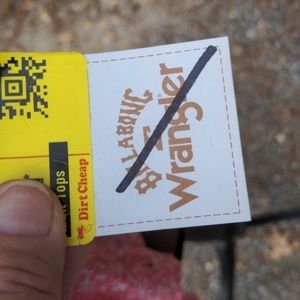 BILLABONG
Wrangler
Tops
Dirt Cheap